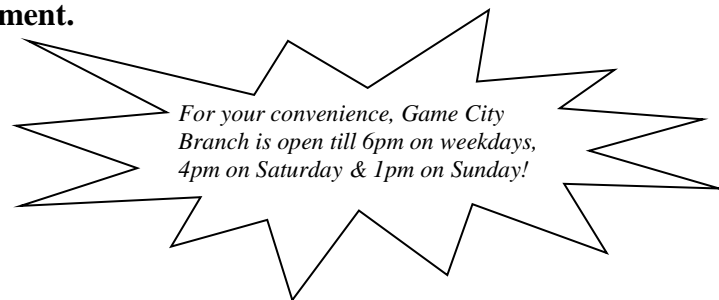 ment.
For your convenience, Game City
Branch is open till 6pm on weekdays,
4pm on Saturday & 1pm on Sunday!